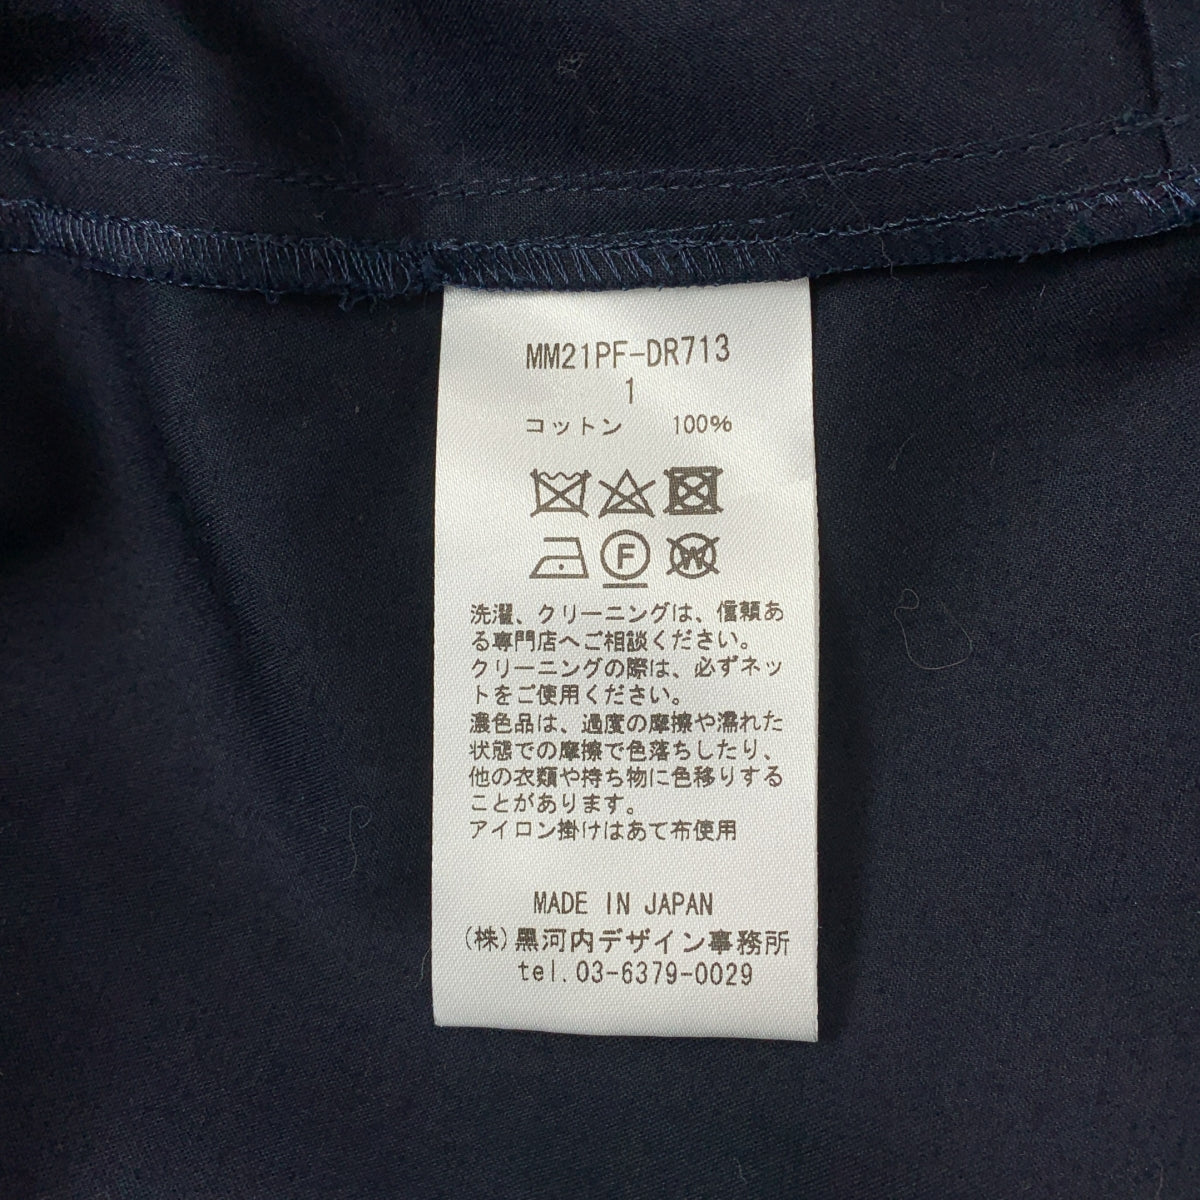 MM21PF-DR713
1
コットン 100%
F
W
洗濯、クリーニングは、信頼あ
る専門店へご相談ください。
クリーニングの際は、必ずネッ
トをご使用ください。
濃色品は、過度の摩擦や濡れた
状態での摩擦で色落ちしたり、
他の衣類や持ち物に色移りする
ことがあります。
アイロン掛けはあて布使用
MADE IN JAPAN
(株)黒河内デザイン事務所
tel.03-6379-0029